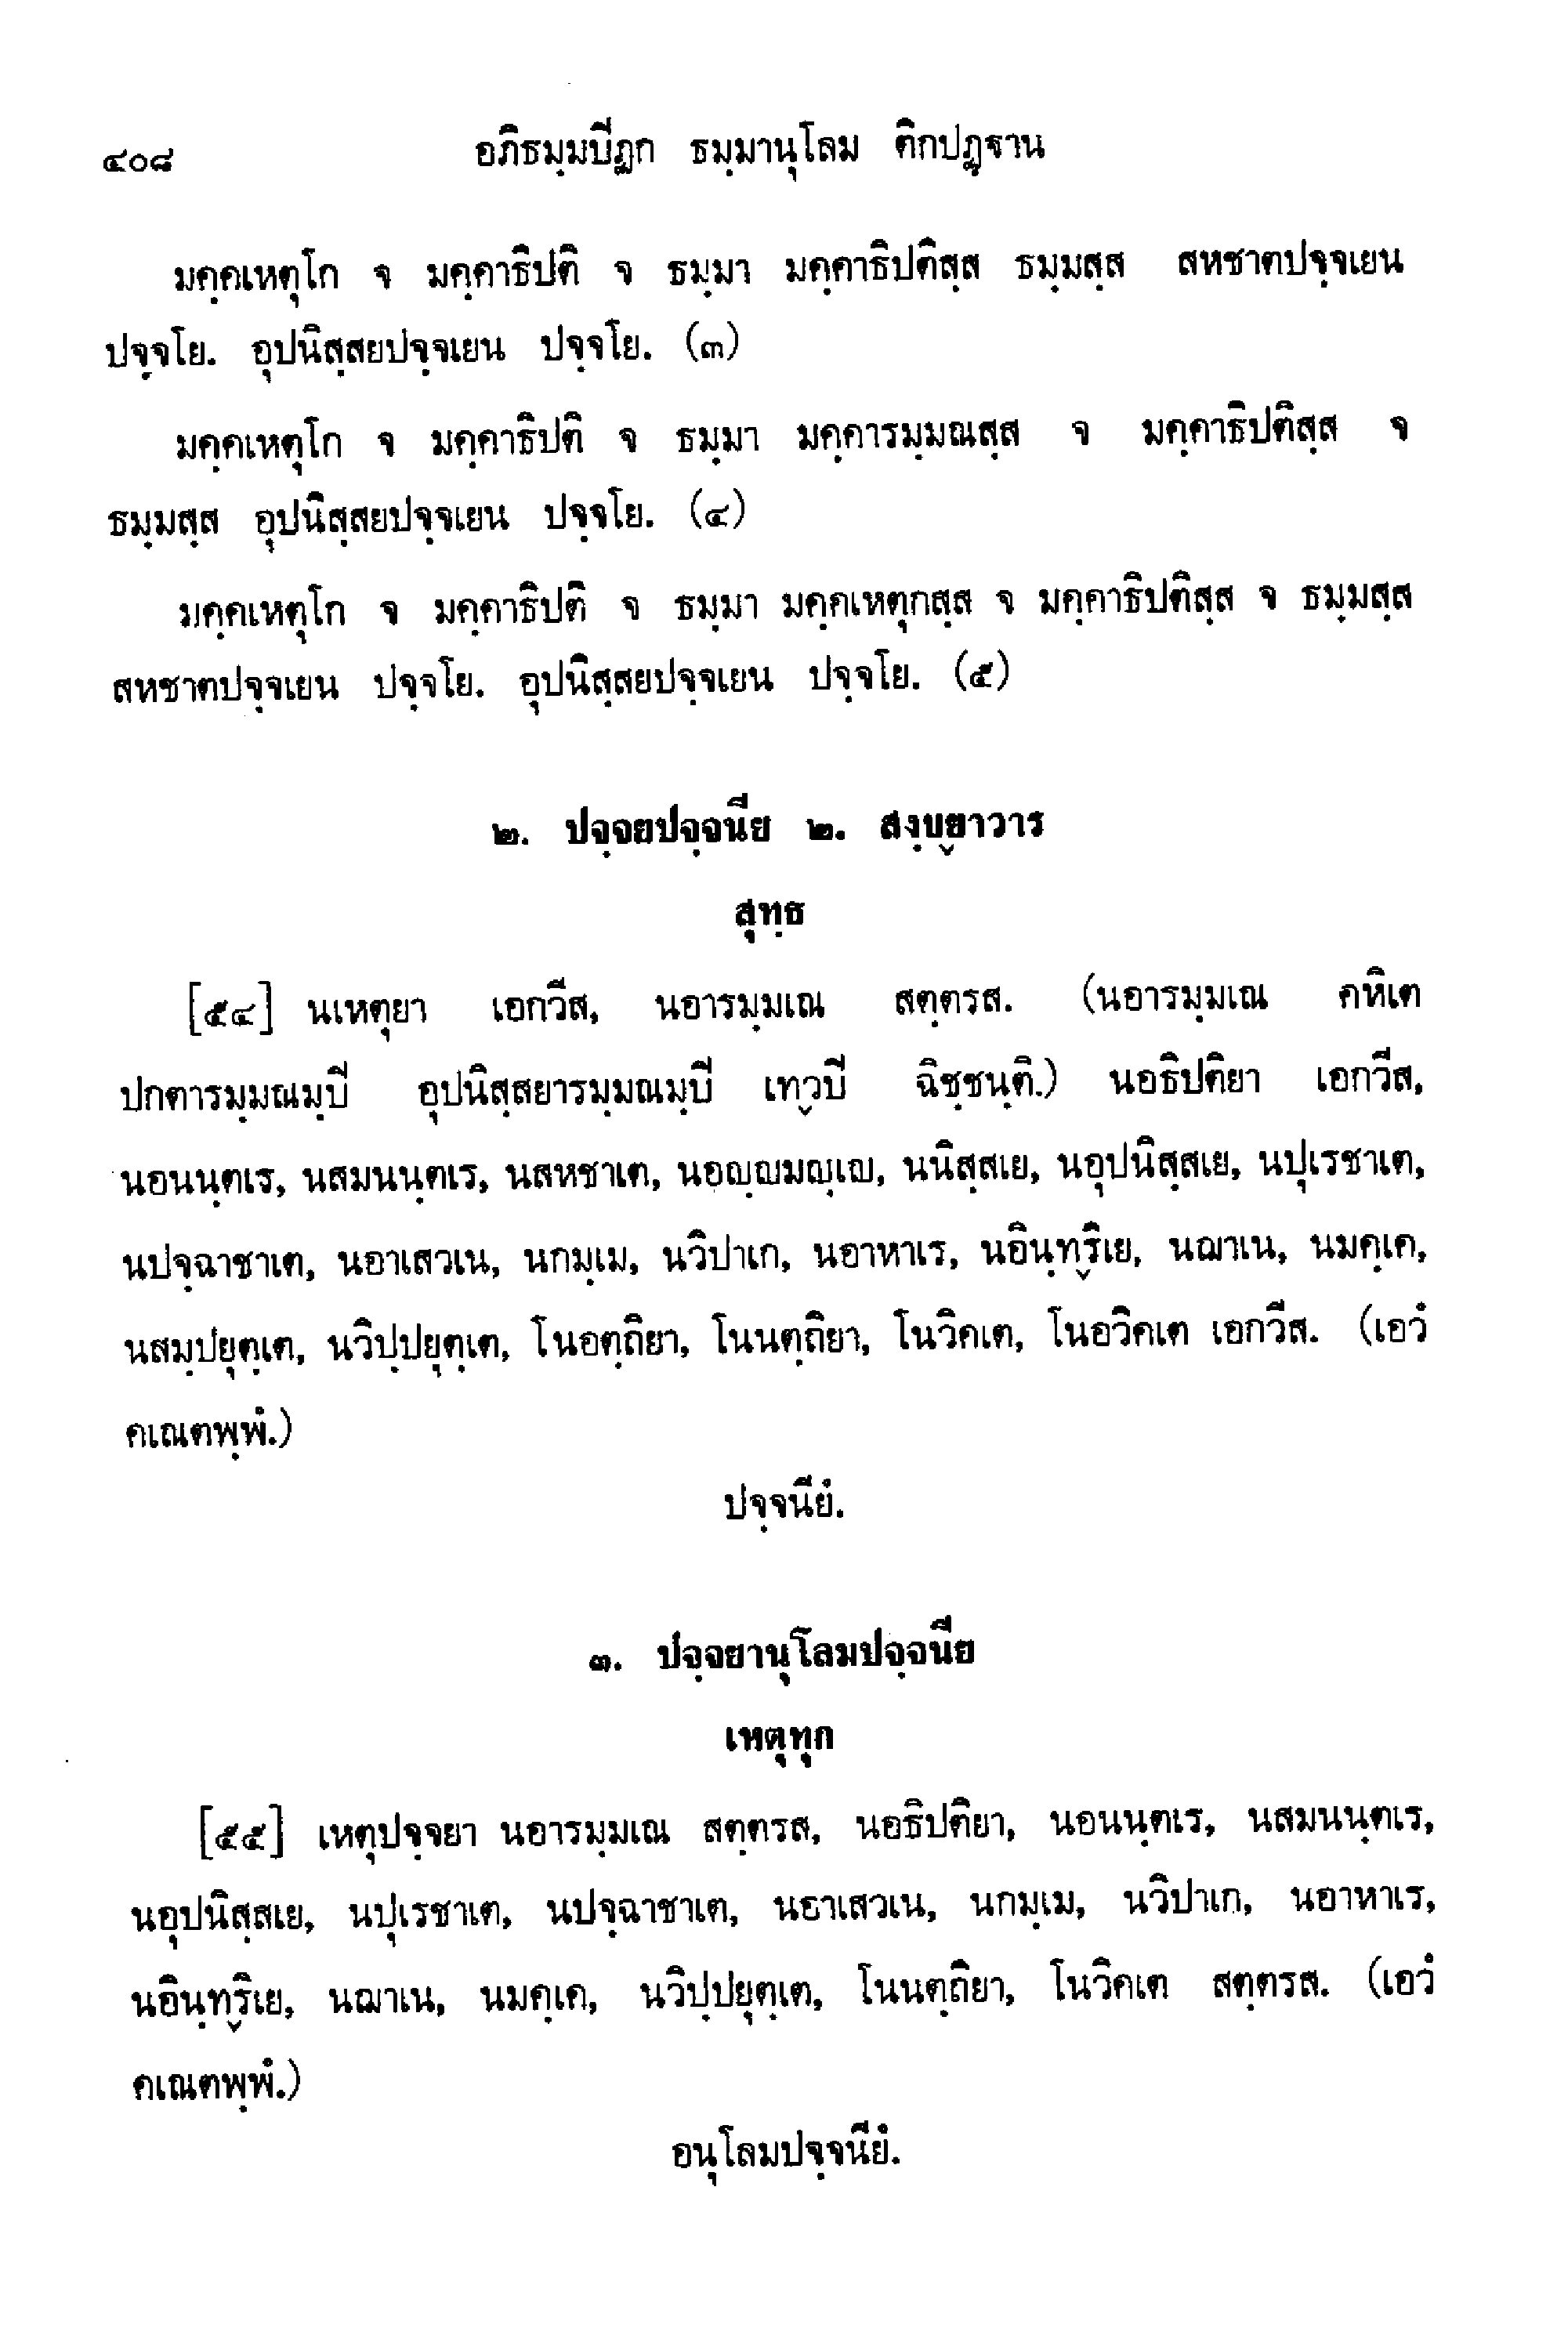 ๔๐๘ อภิธมฺมปีฏก ธมฺมานุโลม ติกปฏฺฐาน
มคฺคเหตุโก จ มคฺคาธิปติ จ ธมฺมา มคฺคาธิปติสฺส ธมฺมสฺส สหชาตปจฺจเยน
ปจฺจโย. อุปนิสฺสยปจฺจเยน ปจฺจโย. (๓)
มคฺคเหตุโก จ มคฺคาธิปติ จ ธมฺมา มคฺคารมฺมณสฺส จ มคฺคาธิปติสฺส จ
ธมฺมสฺส อุปนิสฺสยปจฺจเยน ปจฺจโย. (๔)
มคฺคเหตุโก จ มคฺคาธิปติ จ ธมฺมา มคฺคเหตุกสฺส จ มคฺคาธิปติสฺส จ ธมฺมสฺส
สหชาตปจฺจเยน ปจฺจโย. อุปนิสฺสยปจฺจเยน ปจฺจโย. (๕)
๒. ปจฺจยปจฺจนีย ๒. สงฺขฺยาวาร
สุทฺธ
[๕๔] นเหตุยา เอกวีส, นอารมฺมเณ สตฺตรส. (นอารมฺมเณ คหิเต
ปกตารมฺมณมฺปี อุปนิสฺสยารมฺมณมฺปี เทฺวปี ฉิชฺชนฺติ.) นอธิปติยา เอกวีส,
นอนนฺตเร, นสมนนฺตเร, นสหชาเต, นอญฺญมญฺเญ, นนิสฺสเย, นอุปนิสฺสเย, นปุเรชาเต,
นปจฺฉาชาเต, นอาเสวเน, นกมฺเม, นวิปาเก, นอาหาเร, นอินฺทฺริเย, นฌาเน, นมคฺเค,
นสมฺปยุตฺเต, นวิปฺปยุตฺเต, โนอตฺถิยา, โนนตฺถิยา, โนวิคเต, โนอวิคเต เอกวีส. (เอวํ
คเณตพฺพํ.)
ปจฺจนียํ.
๓. ปจฺจยานุโลมปจฺจนีย
เหตุทุก
[๕๕] เหตุปจฺจยา นอารมฺมเณ สตฺตรส, นอธิปติยา, นอนนฺตเร, นสมนนฺตเร,
นอุปนิสฺสเย, นปุเรชาเต, นปจฺฉาชาเต, นอาเสวเน, นกมฺเม, นวิปาเก, นอาหาเร,
นอินฺทฺริเย, นฌาเน, นมคฺเค, นวิปฺปยุตฺเต, โนนตฺถิยา, โนวิคเต สตฺตรส. (เอวํ
คเณตพฺพํ.)
อนุโลมปจฺจนียํ.